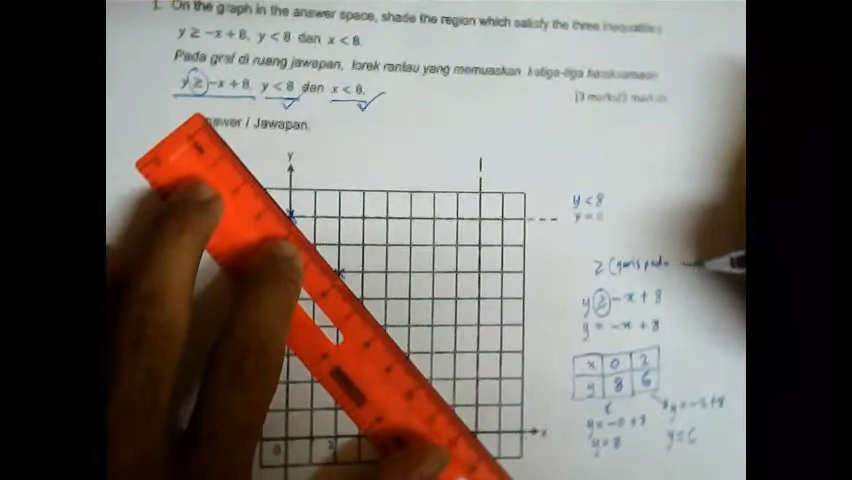 1. On the graph in the answer space, shade the region which satisfy the three inequalities
y ≥ -x + 8, y < 8 dan x < 8.
Pada graf di ruang jawapan, lorek rantau yang memuaskan ketiga-tiga ketaksamaan
y ≥ -x + 8, y < 8 dan x < 8.
[3 marks/3 markah]
Answer / Jawapan:
y
x
0
y < 8
y = 8
≥ (garis padu
y ≥ -x + 8
y = -x + 8
x 0 2
y 8 6
y = -0 + 8
y = 8
y = -2 + 8
y = 6